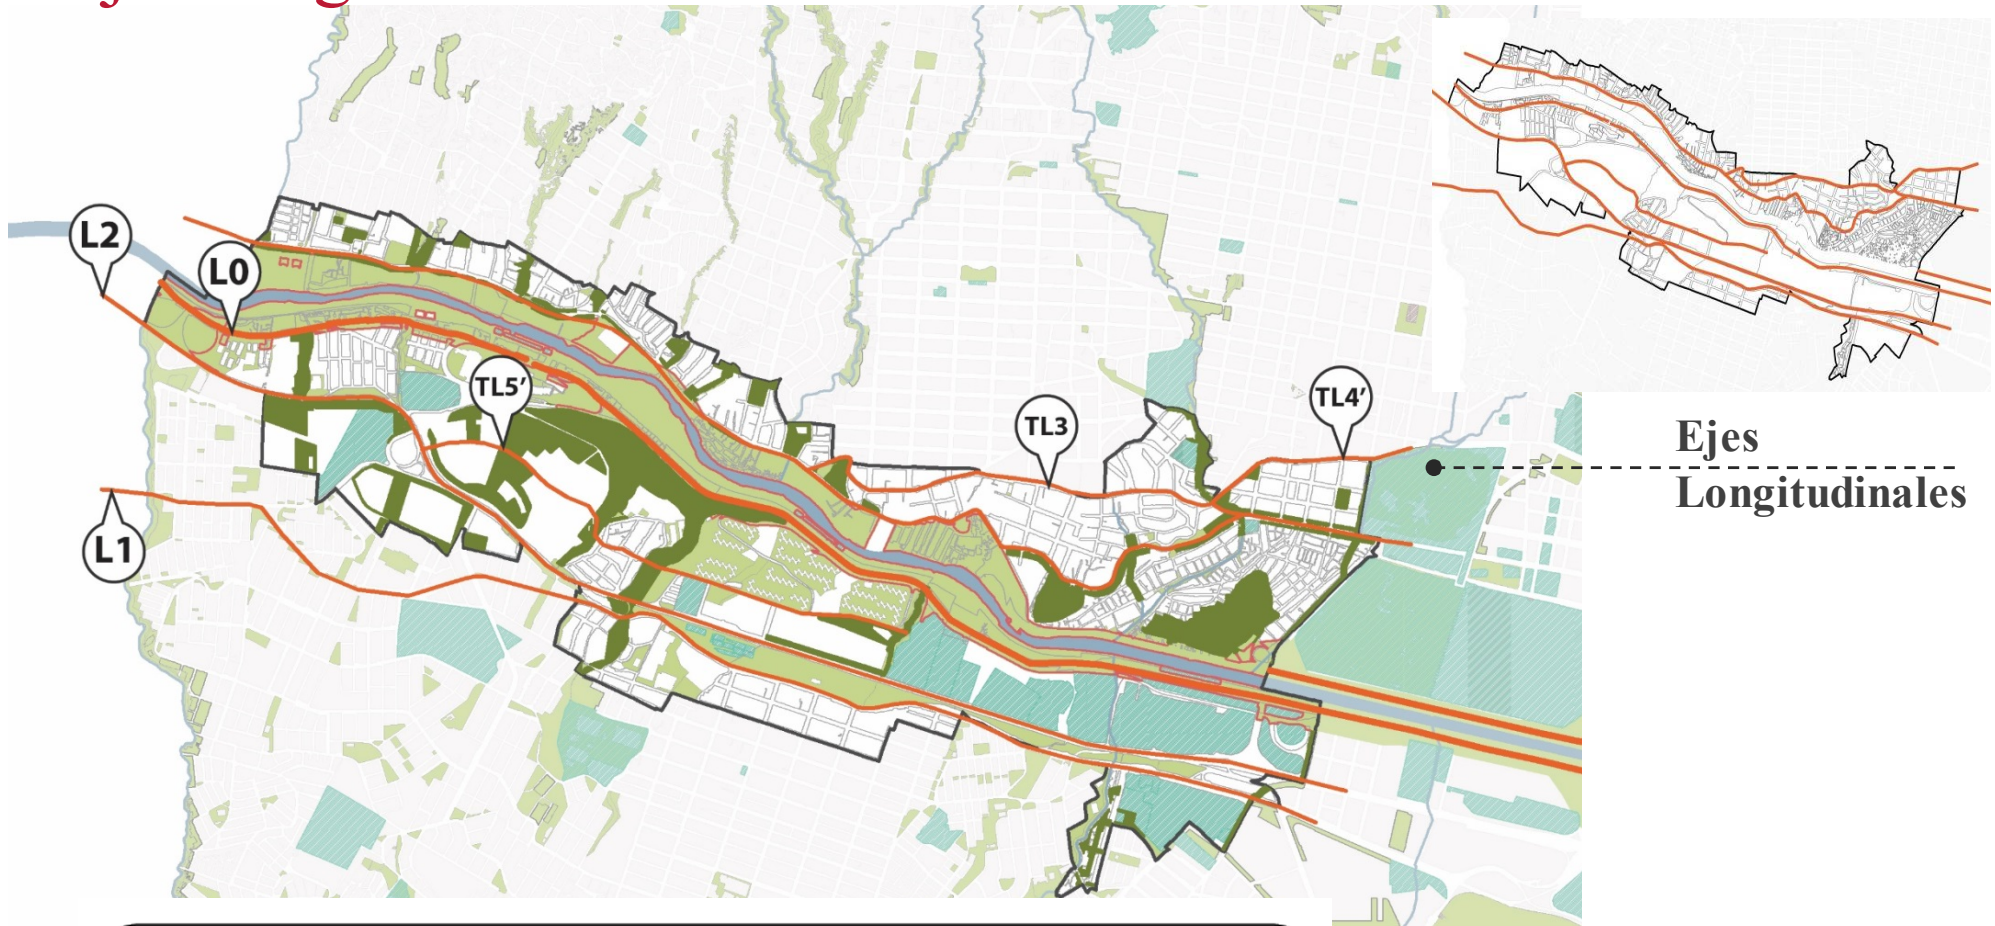 L2
L0
TL5’
TL3
TL4’
L1
Ejes
Longitudinales